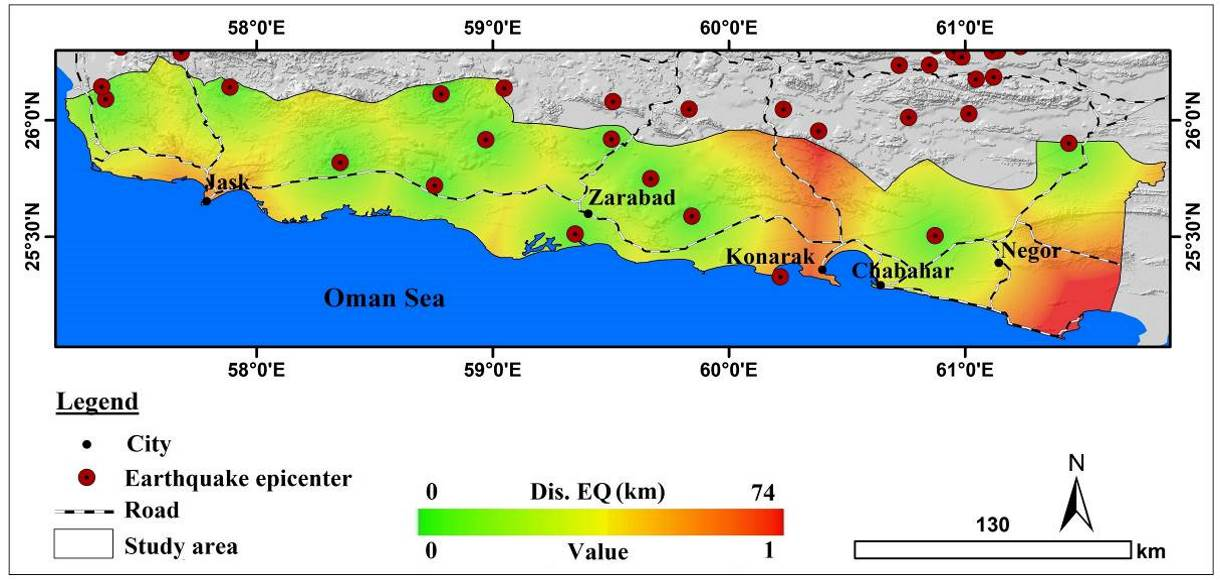 58°0'E 59°0'E 60°0'E 61°0'E
26°0'N 26°0'N
Jask
Zarabad
25°30'N 25°30'N
Konarak Chabahar Negor
Oman Sea
58°0'E 59°0'E 60°0'E 61°0'E
Legend
City
Earthquake epicenter
Road
Study area
0 Dis. EQ (km) 74
0 Value 1
N
130
km